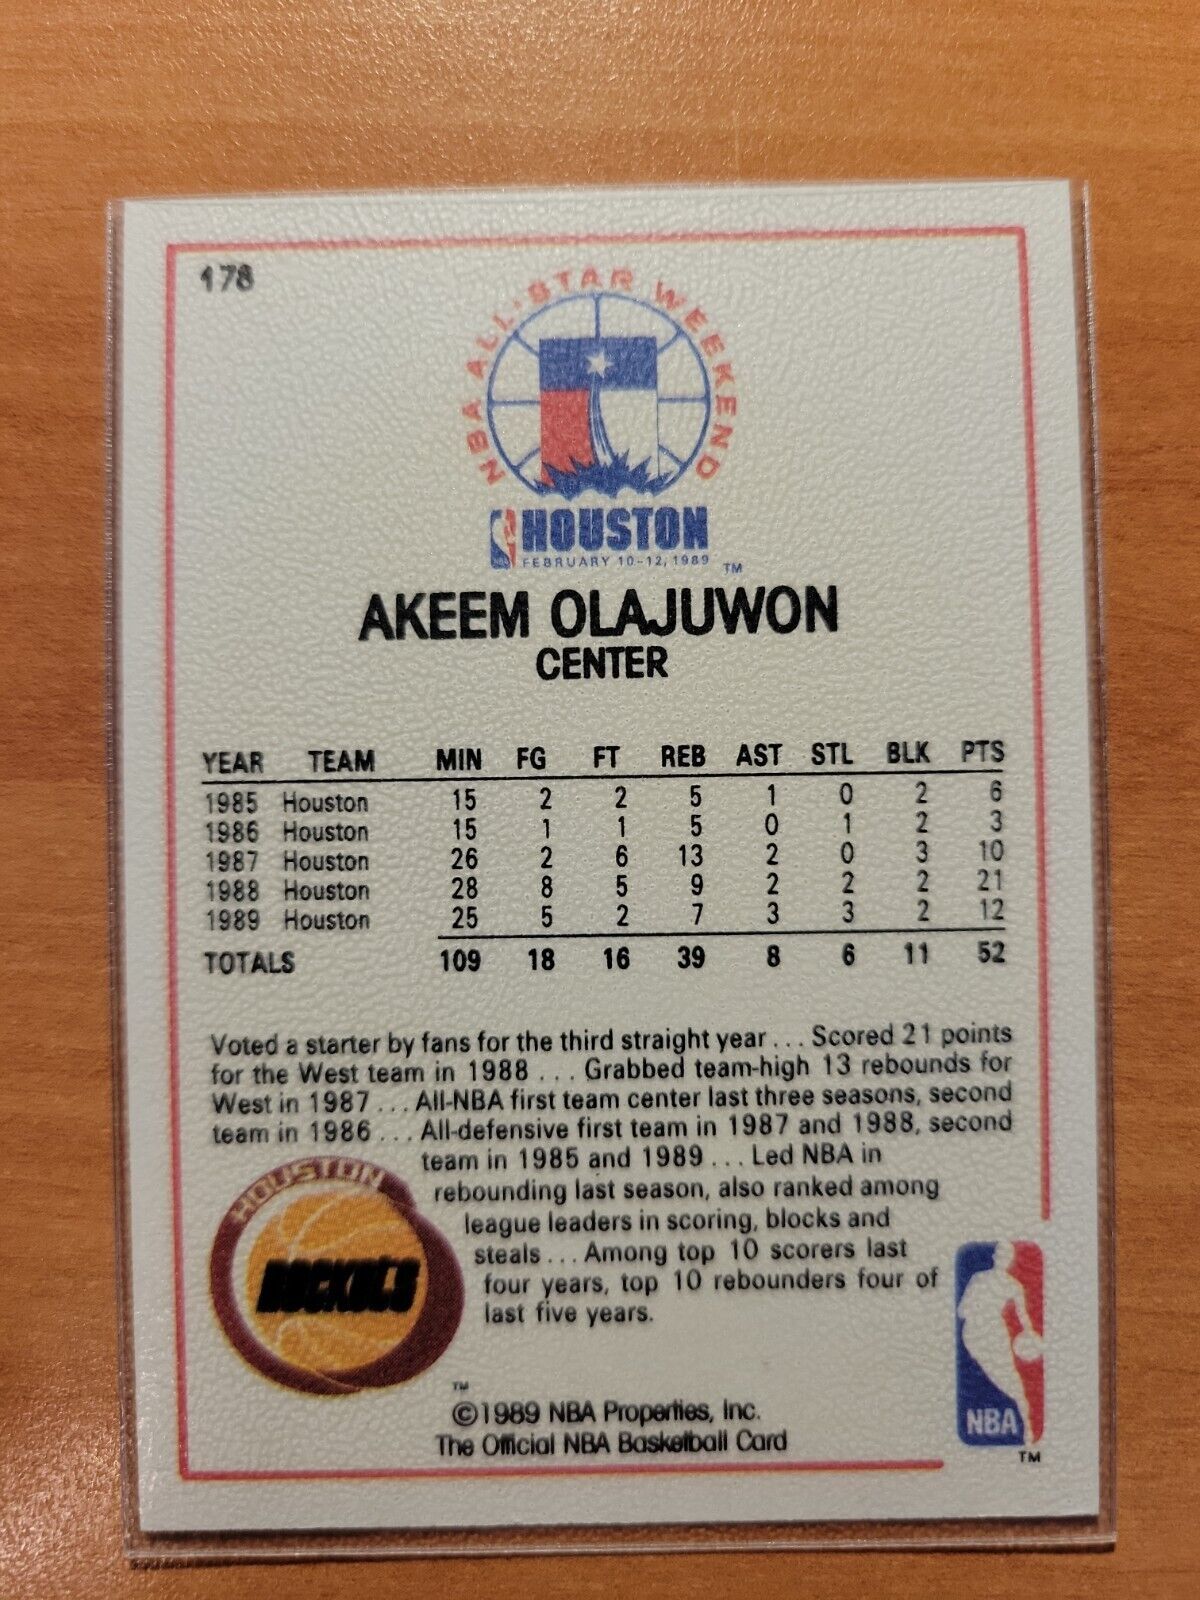 178
NBA ALL·STAR WEEKEND
NBA HOUSTON
FEBRUARY 10-12, 1989 TM
AKEEM OLAJUWON
CENTER
YEAR TEAM MIN FG FT REB AST STL BLK PTS
1985 Houston 15 2 2 5 1 0 2 6
1986 Houston 15 1 1 5 0 1 2 3
1987 Houston 26 2 6 13 2 0 3 10
1988 Houston 28 8 5 9 2 2 2 21
1989 Houston 25 5 2 7 3 3 2 12
TOTALS 109 18 16 39 8 6 11 52
Voted a starter by fans for the third straight year . . . Scored 21 points
for the West team in 1988 . . . Grabbed team-high 13 rebounds for
West in 1987 . . . All-NBA first team center last three seasons, second
team in 1986 . . . All-defensive first team in 1987 and 1988, second
team in 1985 and 1989 . . . Led NBA in
rebounding last season, also ranked among
league leaders in scoring, blocks and
steals . . . Among top 10 scorers last
four years, top 10 rebounders four of
last five years.
HOUSTON
ROCKETS
TM
©1989 NBA Properties, Inc.
The Official NBA Basketball Card
NBA
TM